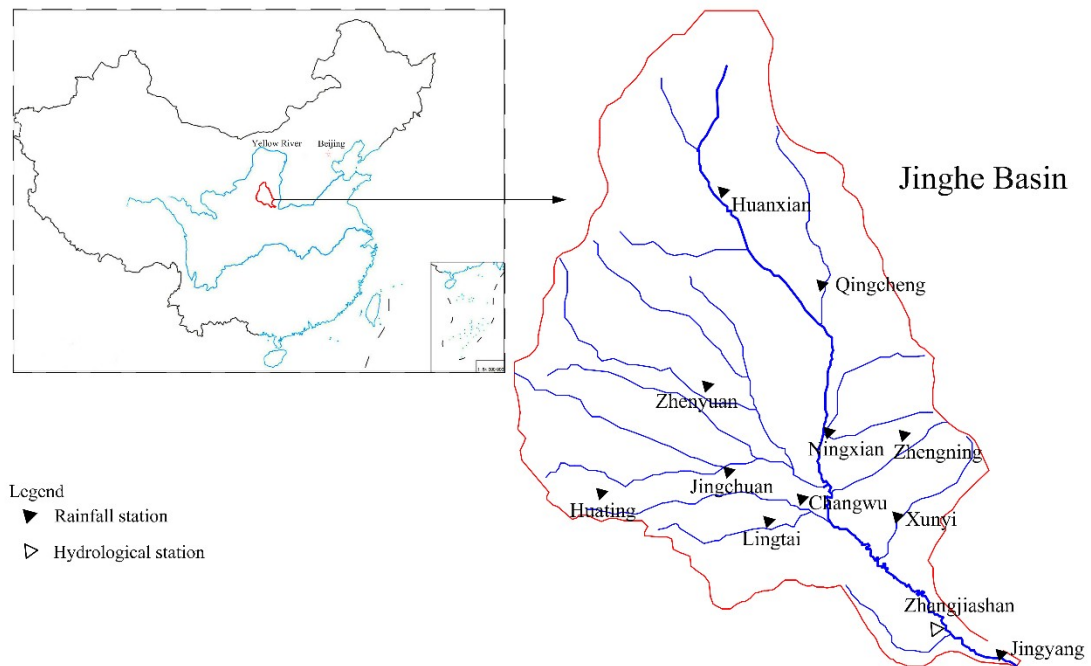 Yellow River
Beijing
Jinghe Basin
Huanxian
Qingcheng
Zhenyuan
Ningxian
Zhengning
Jingchuan
Changwu
Huating
Lingtai
Xunyi
Zhangjiashan
Jingyang
Legend
Rainfall station
Hydrological station